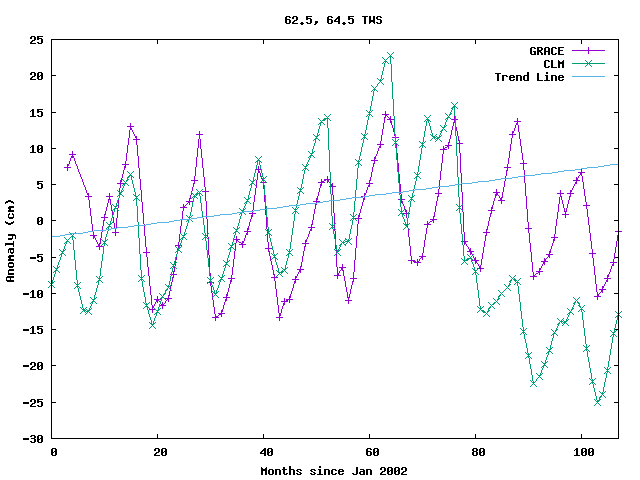 62.5, 64.5 TWS
GRACE
CLM
Trend Line
25
20
15
10
5
0
-5
-10
-15
-20
-25
-30
Anomaly (cm)
0 20 40 60 80 100
Months since Jan 2002